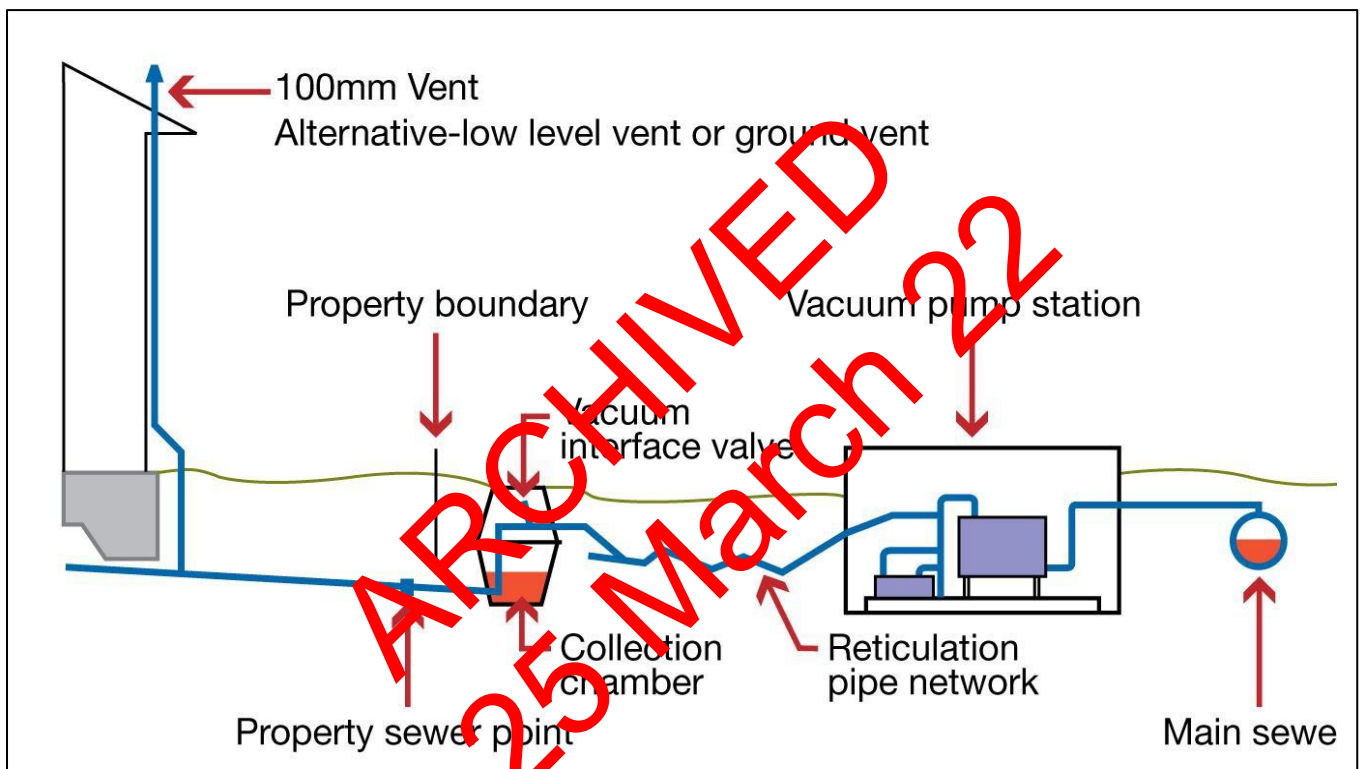 100mm Vent
Alternative-low level vent or ground vent
Property boundary
Vacuum pump station
Vacuum
interface valve
Collection
chamber
Reticulation
pipe network
Property sewer point
Main sewe
ARCHIVED
25 March 22